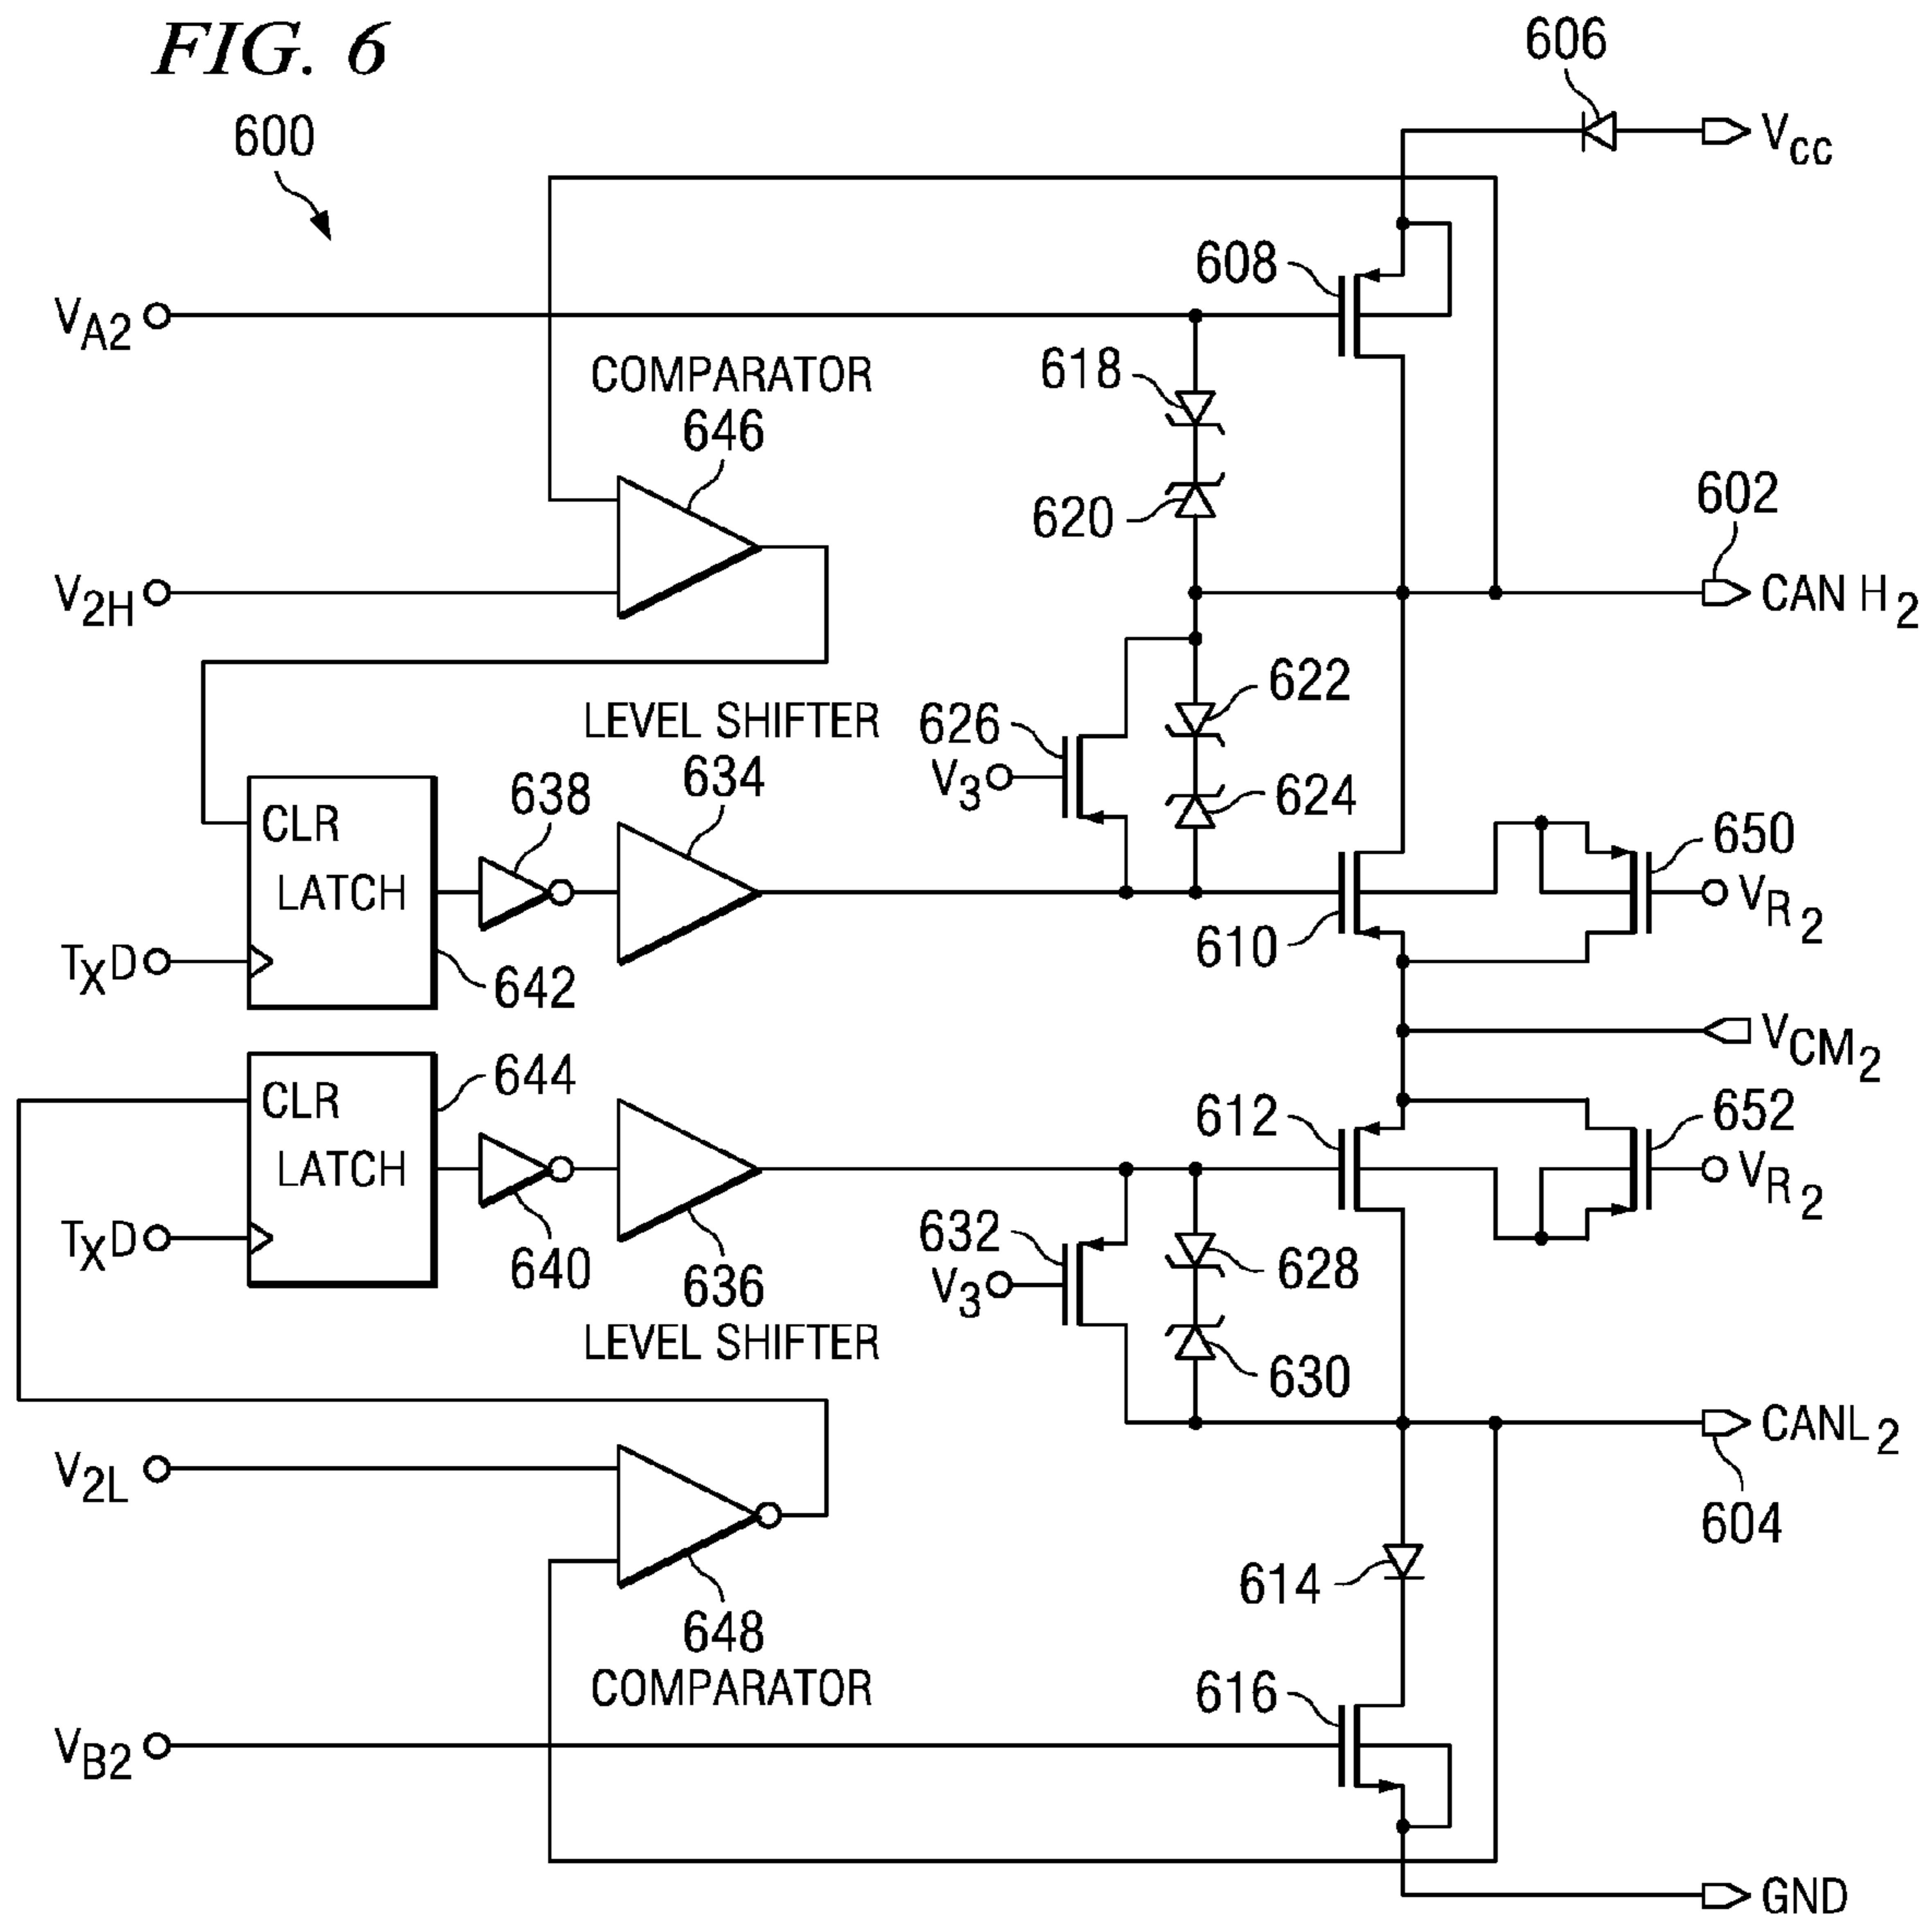 FIG. 6
600
606
VCC
608
VA2
COMPARATOR
646
618
620
602
V2H
CAN H2
LEVEL SHIFTER
634
626
V3
622
624
638
CLR
LATCH
650
VR2
610
TXD
642
VCM2
644
CLR
LATCH
612
652
VR2
TXD
640
636
LEVEL SHIFTER
632
V3
628
630
CANL2
604
V2L
614
648
COMPARATOR
616
VB2
GND